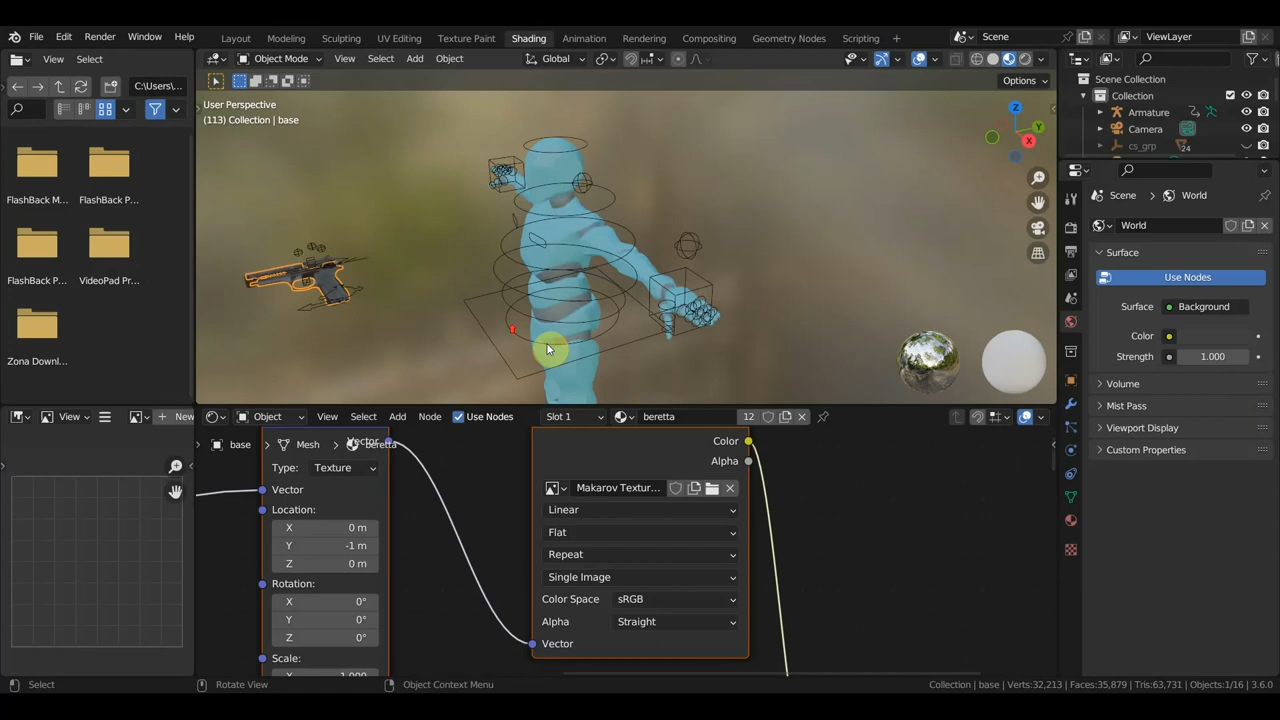 File Edit Render Window Help
Layout Modeling Sculpting UV Editing Texture Paint Shading Animation Rendering Compositing Geometry Nodes Scripting +
Scene ViewLayer
View Select
Object Mode View Select Add Object Global
Options
C:\Users\...
User Perspective
(113) Collection | base
Z
Y
X
FlashBack M...
FlashBack P...
FlashBack P...
VideoPad Pr...
Zona Downl...
Scene Collection
Collection
Armature
Camera
cs_grp
24
Scene > World
World
Surface
Use Nodes
Surface Background
Color
Strength 1.000
Volume
Mist Pass
Viewport Display
Custom Properties
View New
Object View Select Add Node Use Nodes Slot 1 beretta 12
base > Mesh > beretta
Vector
Type: Texture
Vector
Location:
X 0 m
Y -1 m
Z 0 m
Rotation:
X 0°
Y 0°
Z 0°
Scale:
X 1.000
Color
Alpha
Makarov Textur...
Linear
Flat
Repeat
Single Image
Color Space sRGB
Alpha Straight
Vector
Select Rotate View Object Context Menu Collection | base | Verts:32,213 | Faces:35,879 | Tris:63,731 | Objects:1/16 | 3.6.0